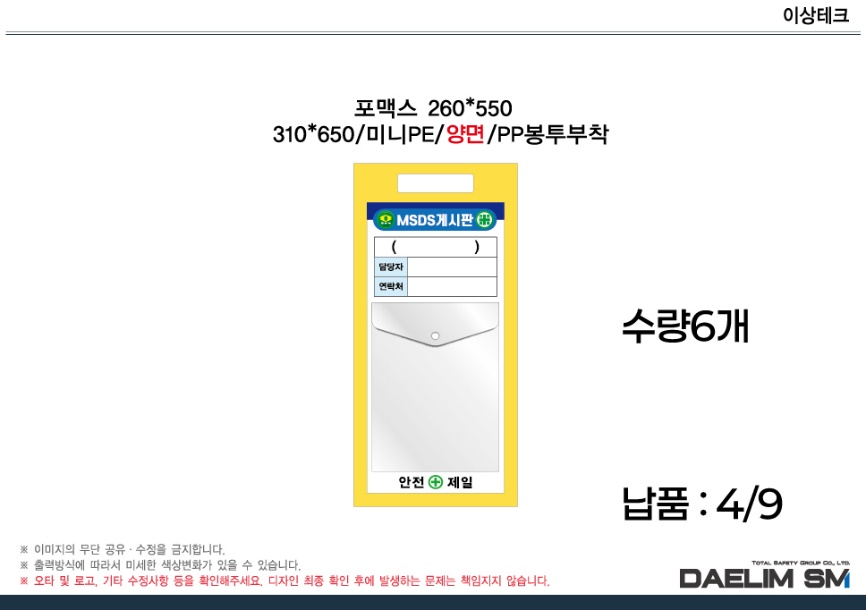 이상테크
포맥스 260*550
310*650/미니PE/양면/PP봉투부착
MSDS게시판
( )
담당자
연락처
안전 제일
수량6개
납품 : 4/9
※ 이미지의 무단 공유 · 수정을 금지합니다.
※ 출력방식에 따라서 미세한 색상변화가 있을 수 있습니다.
※ 오타 및 로고, 기타 수정사항 등을 확인해주세요. 디자인 최종 확인 후에 발생하는 문제는 책임지지 않습니다.
TOTAL SAFETY GROUP CO., LTD.
DAELIM SM